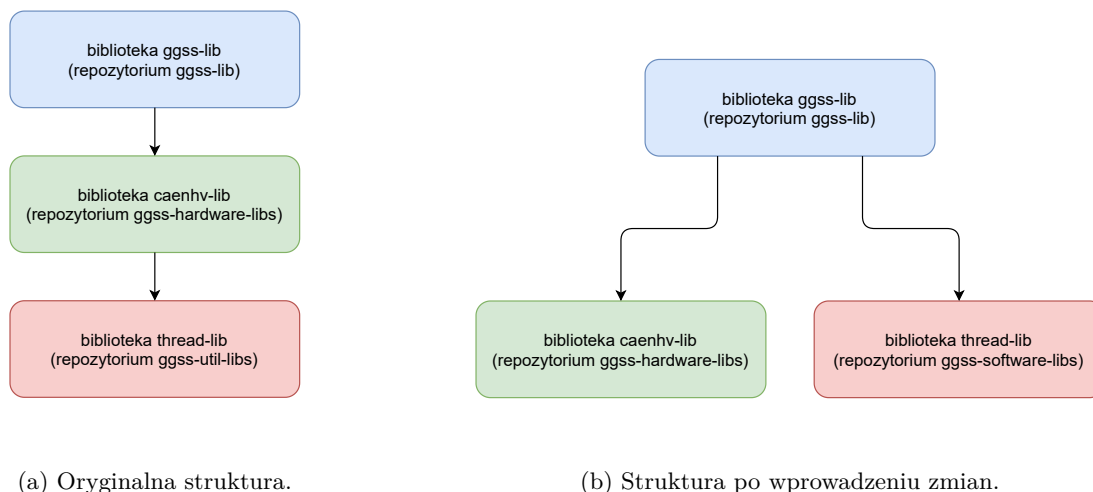 biblioteka ggss-lib
(repozytorium ggss-lib)
biblioteka caenhv-lib
(repozytorium ggss-hardware-libs)
biblioteka thread-lib
(repozytorium ggss-util-libs)
(a) Oryginalna struktura.
biblioteka ggss-lib
(repozytorium ggss-lib)
biblioteka caenhv-lib
(repozytorium ggss-hardware-libs)
biblioteka thread-lib
(repozytorium ggss-software-libs)
(b) Struktura po wprowadzeniu zmian.